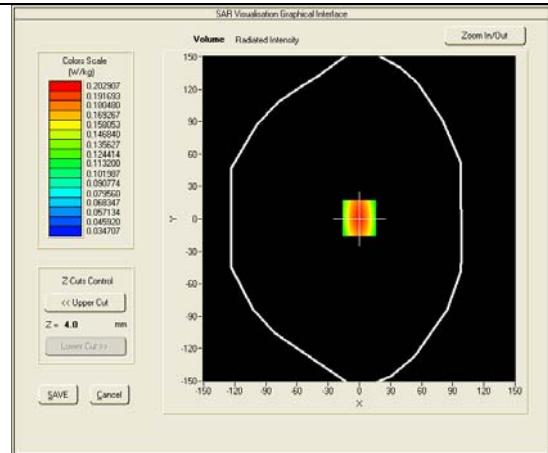 SAR Visualisation Graphical Interface
Volume Radiated Intensity
Zoom In/Out
Colors Scale
(W/kg)
0.202907
0.191693
0.180480
0.169267
0.158053
0.146840
0.135627
0.124414
0.113200
0.101987
0.090774
0.079560
0.068347
0.057134
0.045920
0.034707
Z Cuts Control
<< Upper Cut
Z = 4.0 mm
Lower Cut >>
SAVE Cancel
150-
120-
90-
60-
30-
0-
-30-
-60-
-90-
-120-
-150-
Y
-150 -120 -90 -60 -30 0 30 60 90 120 150
X